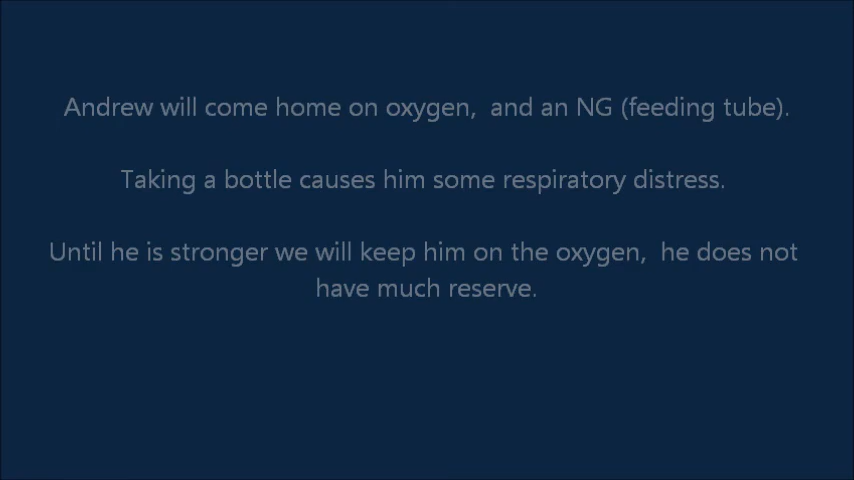 Andrew will come home on oxygen,  and an NG (feeding tube).
Taking a bottle causes him some respiratory distress.
Until he is stronger we will keep him on the oxygen,  he does not
have much reserve.